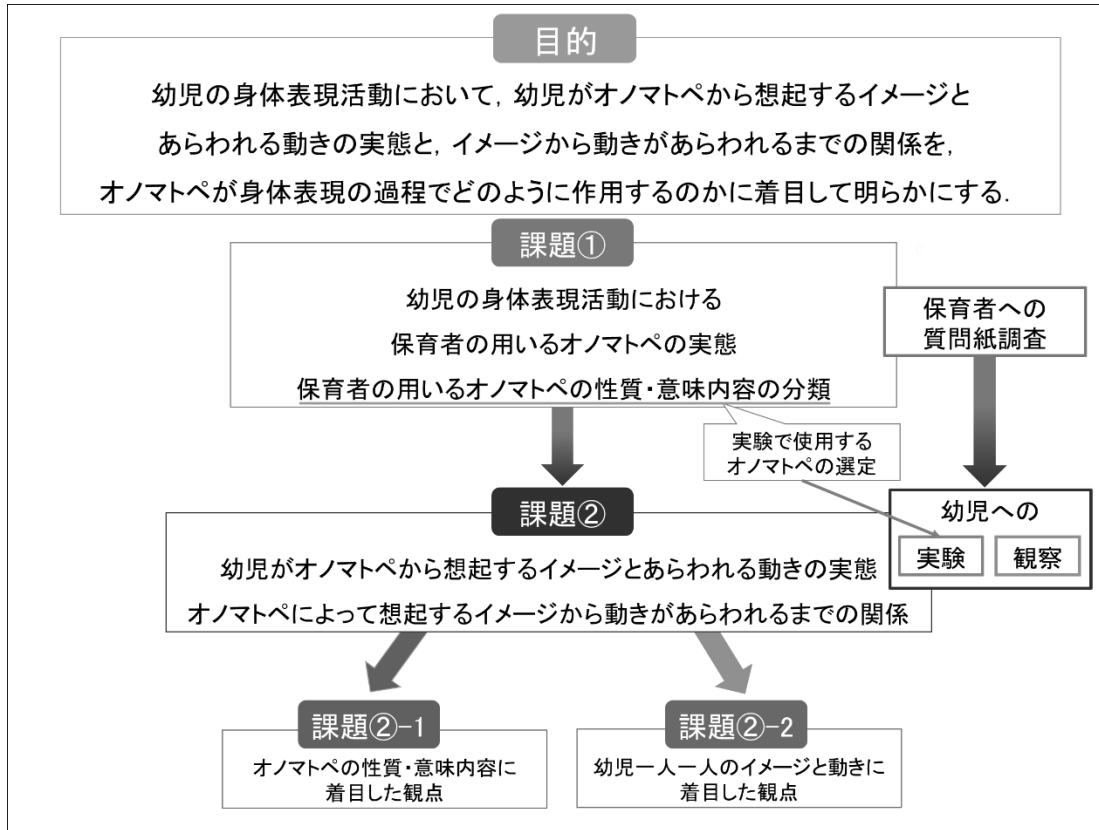 目的
幼児の身体表現活動において，幼児がオノマトペから想起するイメージと
あらわれる動きの実態と，イメージから動きがあらわれるまでの関係を，
オノマトペが身体表現の過程でどのように作用するのかに着目して明らかにする．
課題①
幼児の身体表現活動における
保育者の用いるオノマトペの実態
保育者の用いるオノマトペの性質・意味内容の分類
保育者への
質問紙調査
実験で使用する
オノマトペの選定
幼児への
実験
観察
課題②
幼児がオノマトペから想起するイメージとあらわれる動きの実態
オノマトペによって想起するイメージから動きがあらわれるまでの関係
課題②-1
オノマトペの性質・意味内容に
着目した観点
課題②-2
幼児一人一人のイメージと動きに
着目した観点